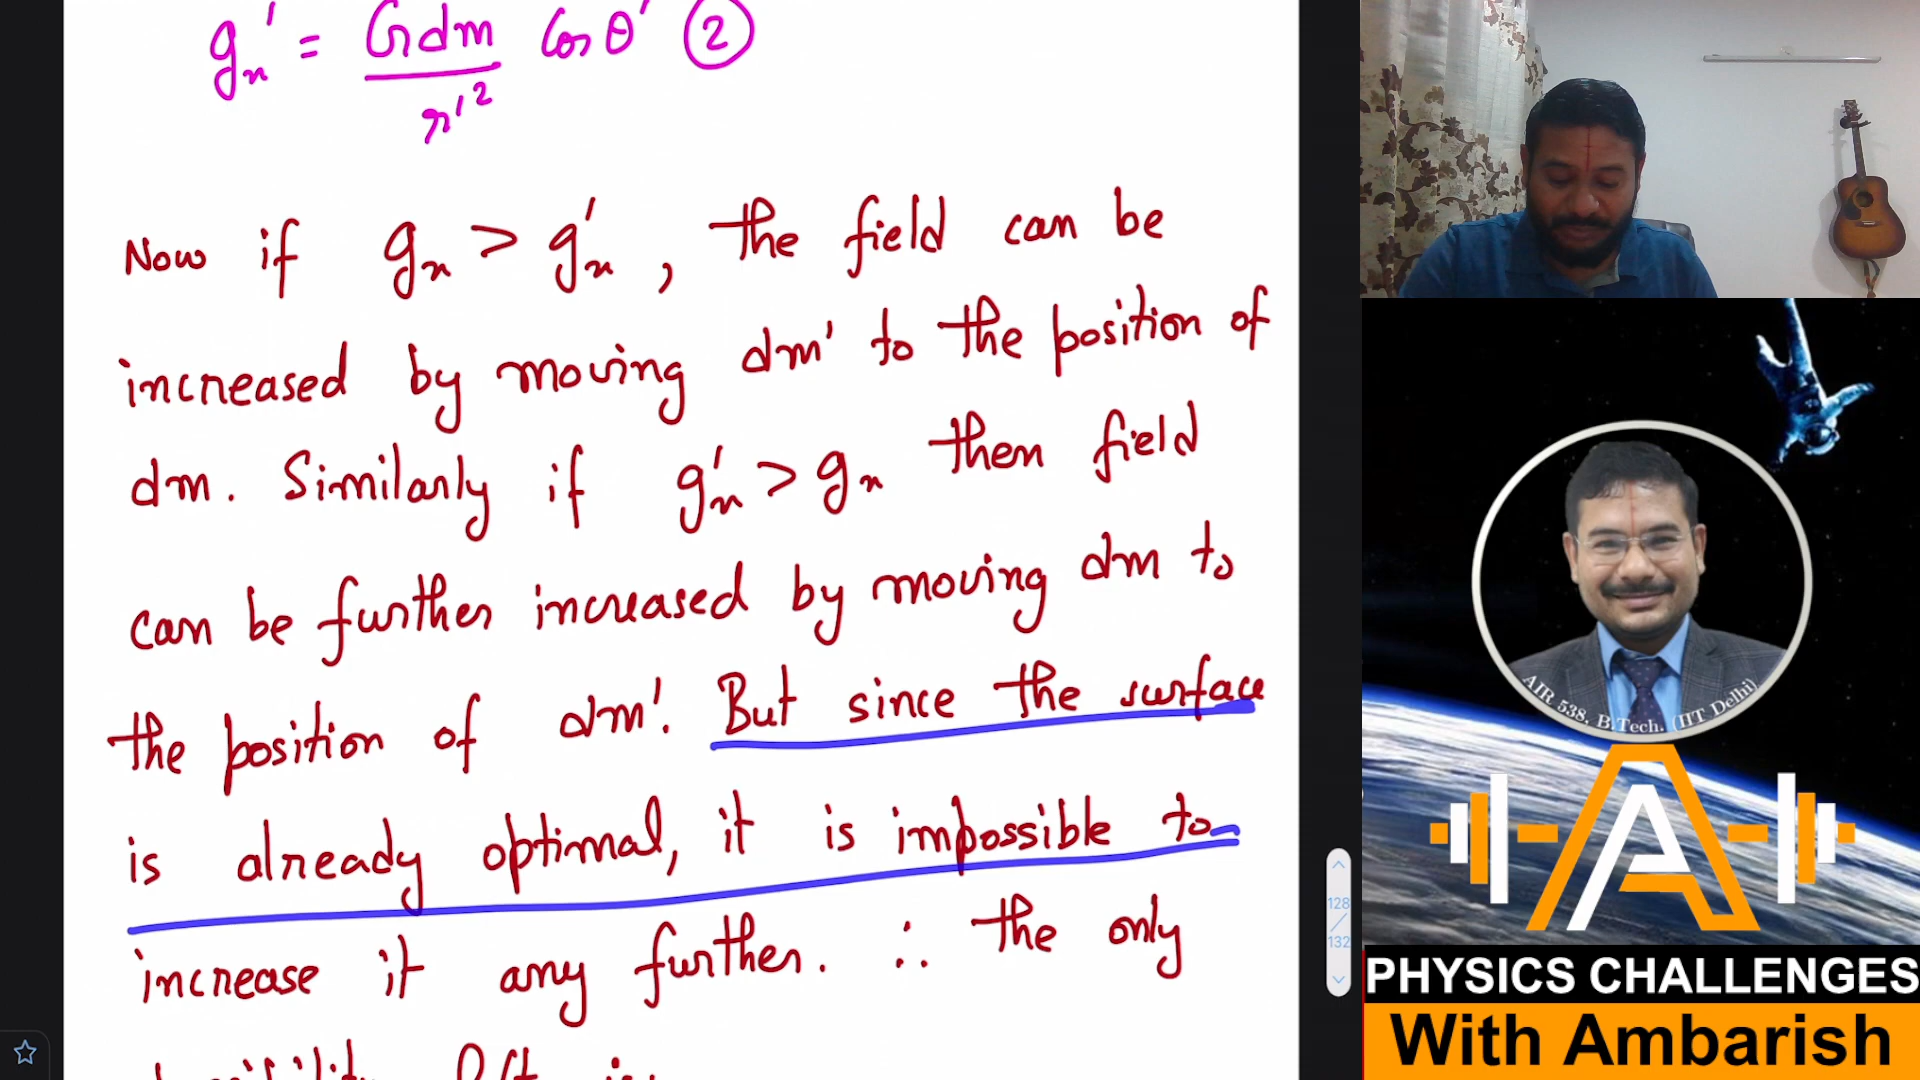 gx' = Gdm/r'² Cos θ' ②
Now if gx > g'x, the field can be
increased by moving dm' to the position of
dm. Similarly if g'x > gx then field
can be further increased by moving dm to
the position of dm'. But since the surface
is already optimal, it is impossible to
increase it any further. ∴ the only
128
/
132
AIR 538, B.Tech. (IIT Delhi)
A
PHYSICS CHALLENGES
With Ambarish